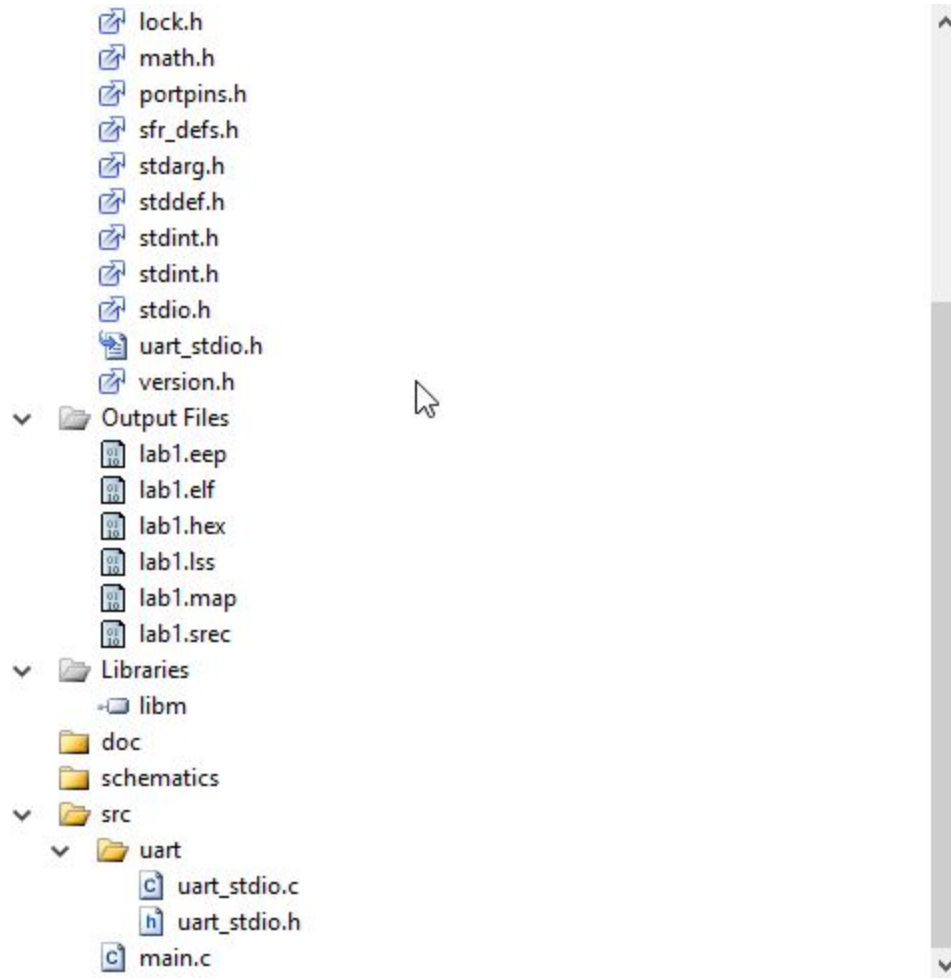 lock.h
math.h
portpins.h
sfr_defs.h
stdarg.h
stddef.h
stdint.h
stdint.h
stdio.h
uart_stdio.h
version.h
Output Files
lab1.eep
lab1.elf
lab1.hex
lab1.lss
lab1.map
lab1.srec
Libraries
libm
doc
schematics
src
uart
uart_stdio.c
uart_stdio.h
main.c